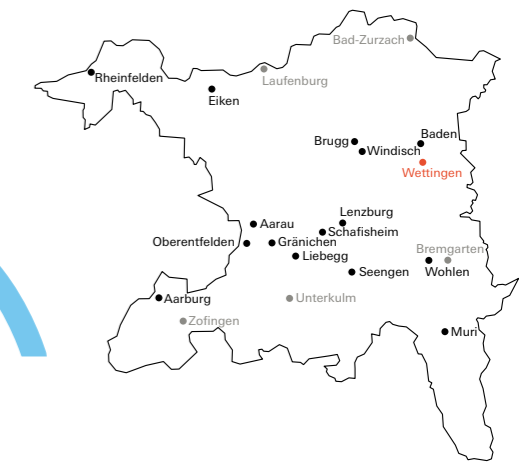 Bad-Zurzach
Rheinfelden
Laufenburg
Eiken
Baden
Brugg
Windisch
Wettingen
Lenzburg
Aarau
Schafisheim
Oberentfelden
Gränichen
Bremgarten
Liebegg
Seengen
Wohlen
Aarburg
Unterkulm
Zofingen
Muri